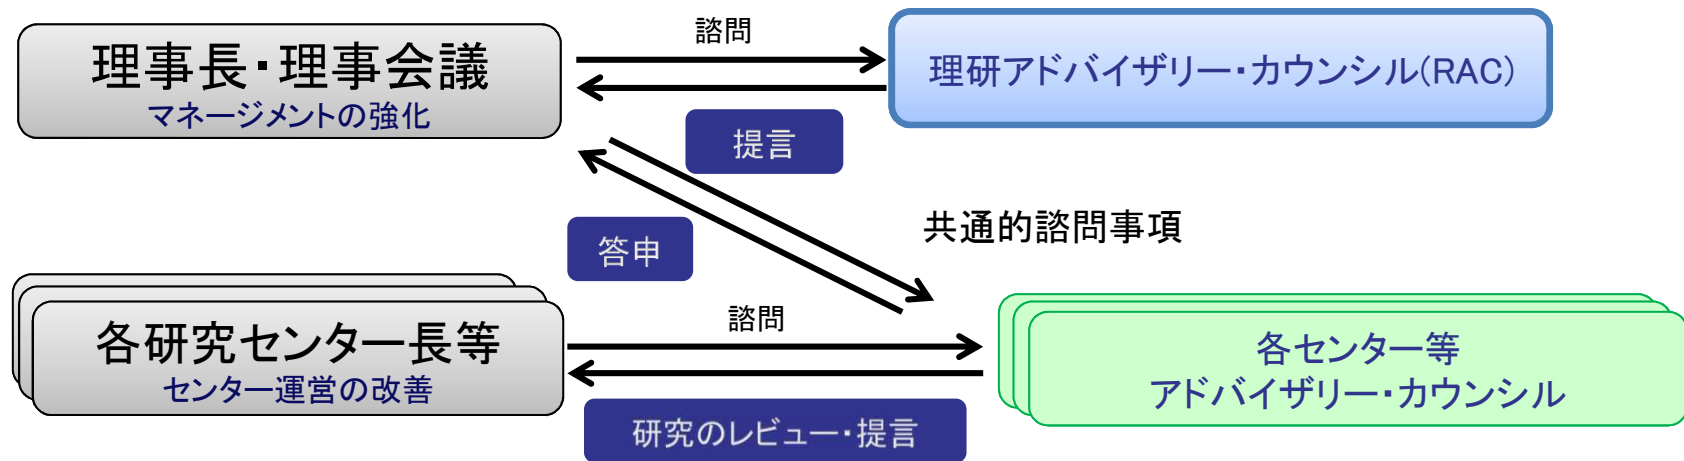 諮問
理事長・理事会議
マネージメントの強化
理研アドバイザリー・カウンシル(RAC)
提言
共通的諮問事項
答申
諮問
各研究センター長等
センター運営の改善
各センター等
アドバイザリー・カウンシル
研究のレビュー・提言